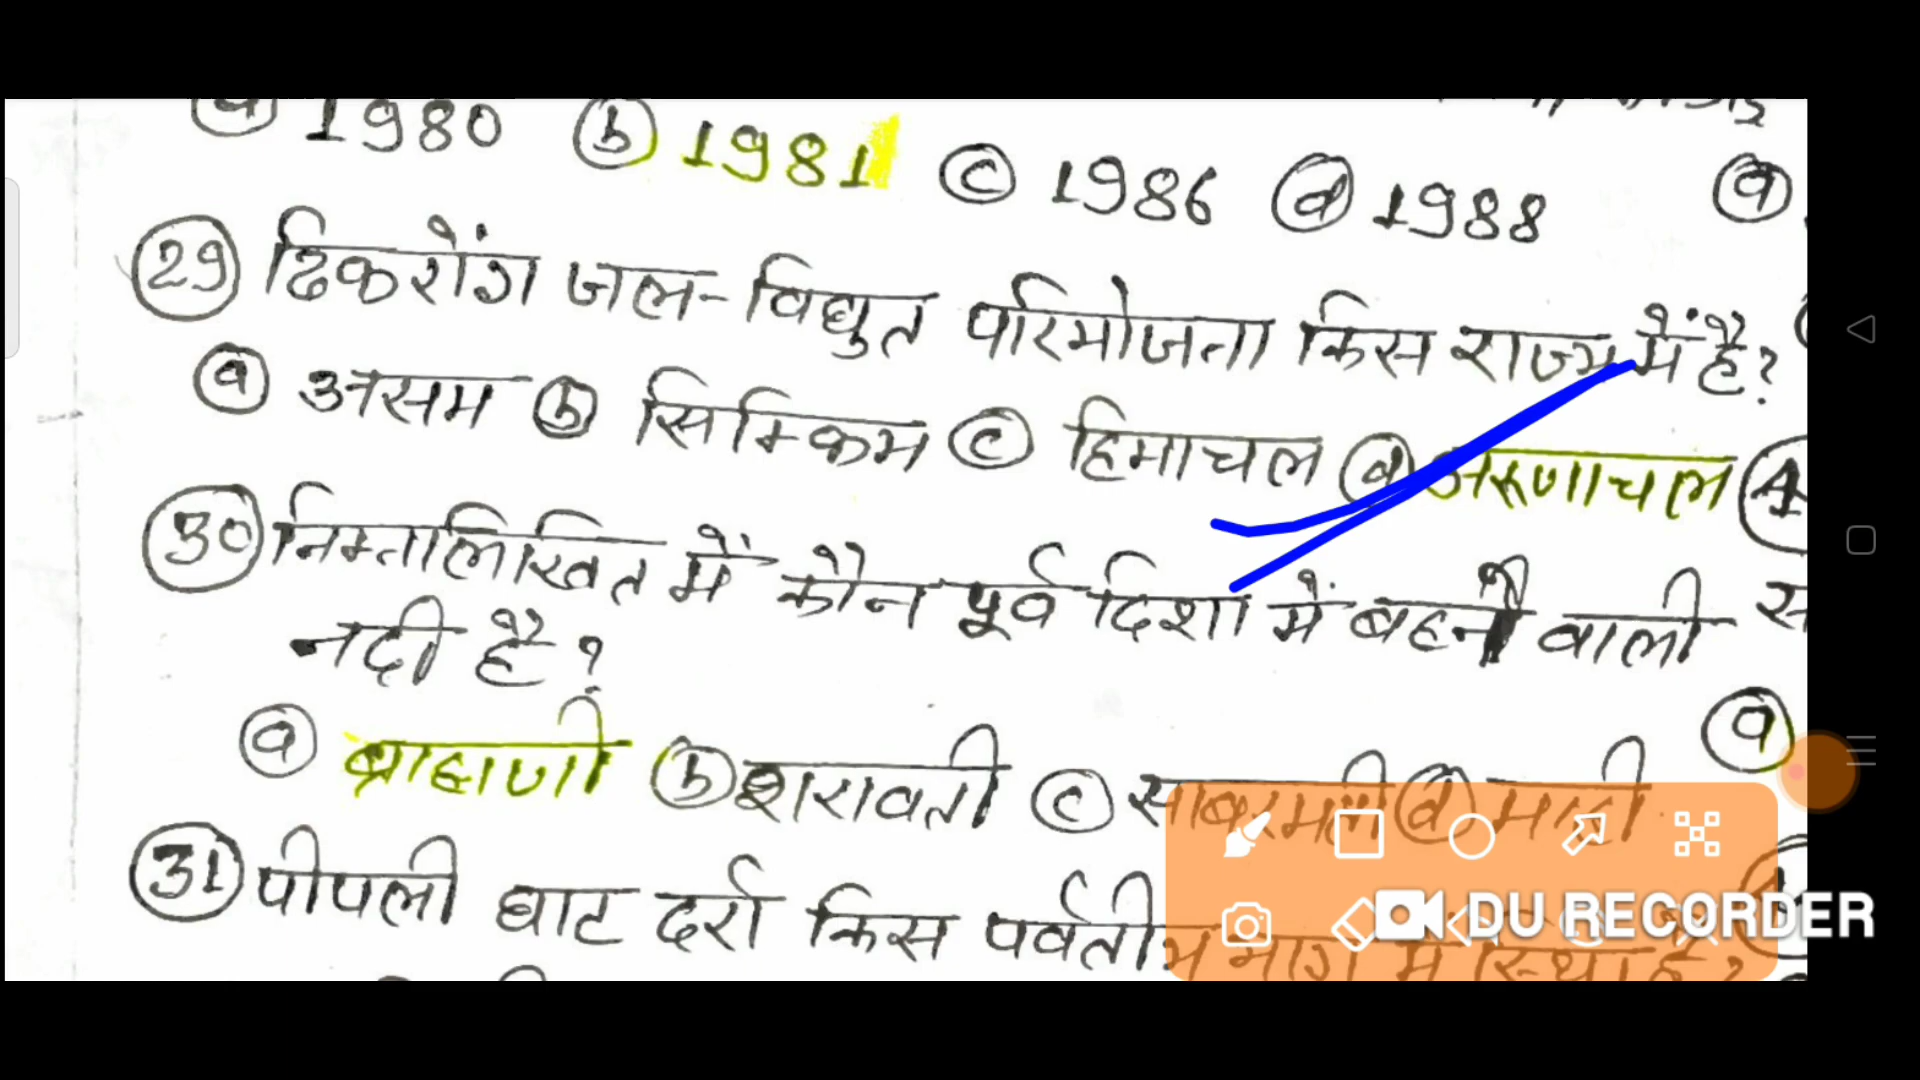 a 1980 b 1981 c 1986 d 1988
a
29 दिकरोंग जल-विद्युत परियोजना किस राज्य में है?
a असम b सिम्किम c हिमाचल d अरूणाचल
30 निम्नलिखित में कौन पूर्व दिशा में बहने वाली
नदी है?
a
a ब्राह्मणी b शरावती c साबरमती d माही
31 पीपली घाट दर्रा किस पर्वतीय भाग में
DU RECORDER